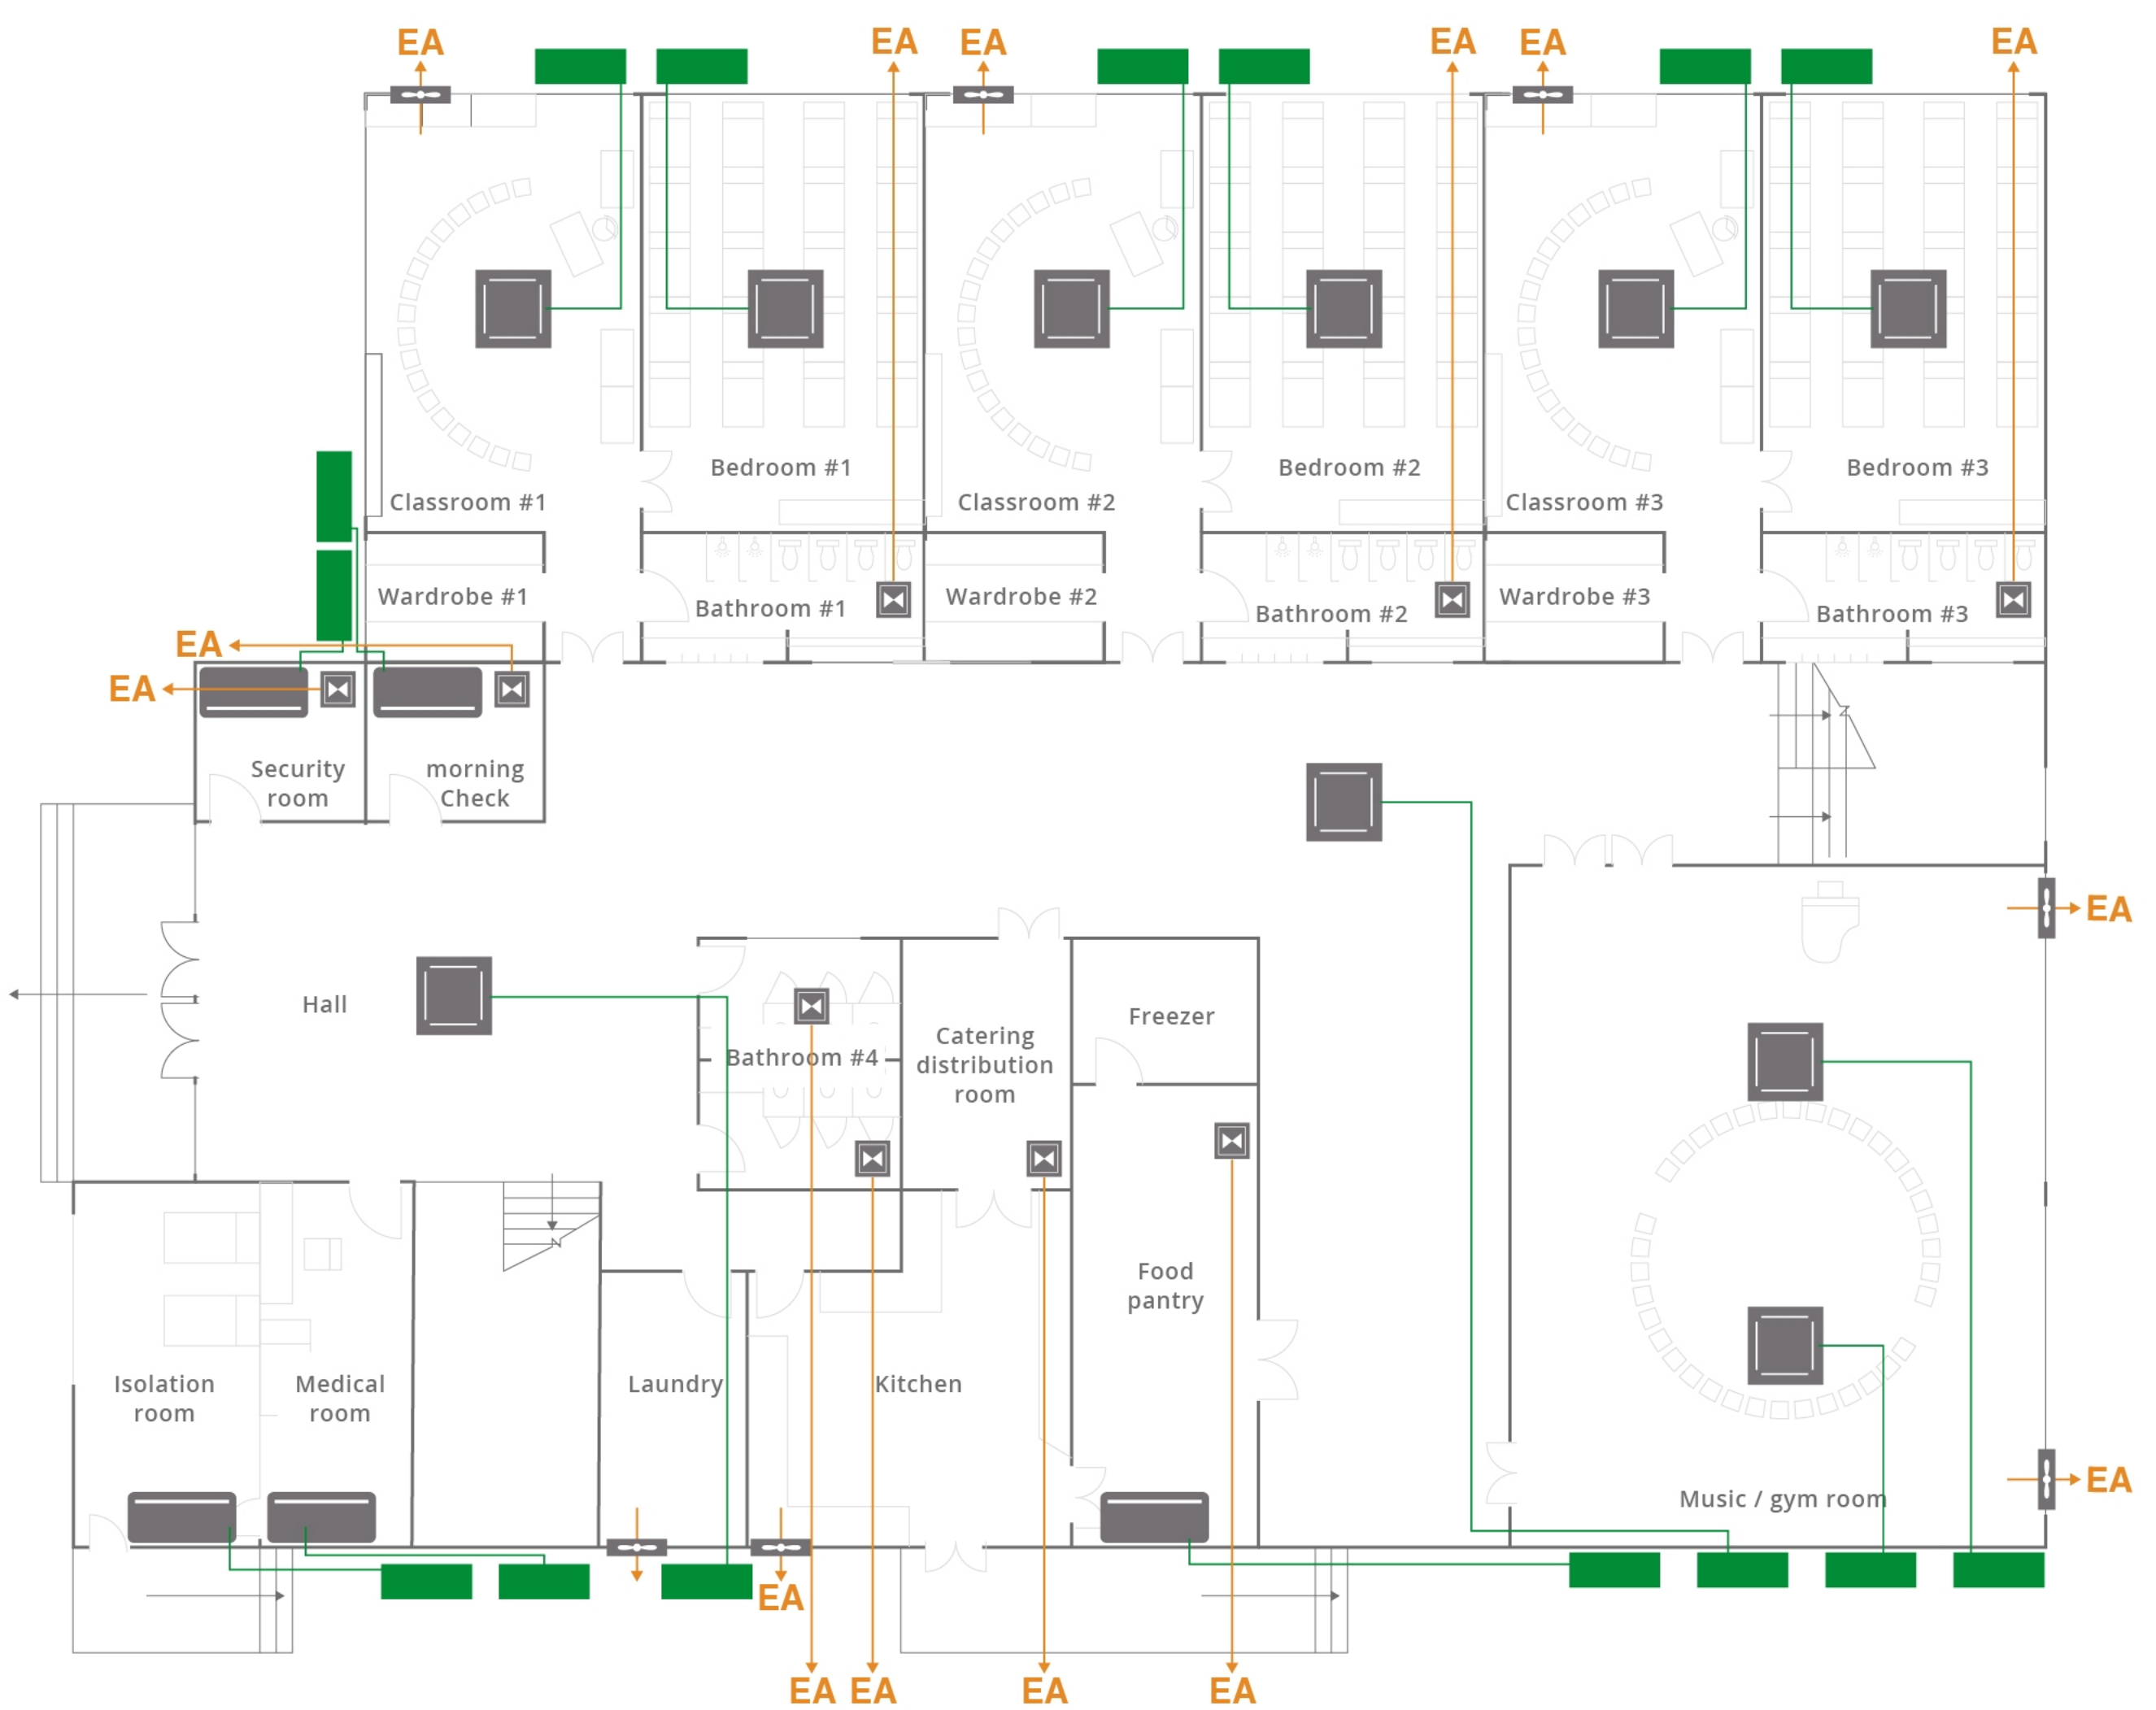 EA
EA
EA
EA
EA
EA
Bedroom #1
Bedroom #2
Bedroom #3
Classroom #1
Classroom #2
Classroom #3
Wardrobe #1
Bathroom #1
Wardrobe #2
Bathroom #2
Wardrobe #3
Bathroom #3
EA
EA
Security
room
morning
Check
EA
Hall
Freezer
Catering
distribution
room
Bathroom #4
Food
pantry
Isolation
room
Medical
room
Laundry
Kitchen
EA
Music / gym room
EA
EA
EA
EA
EA